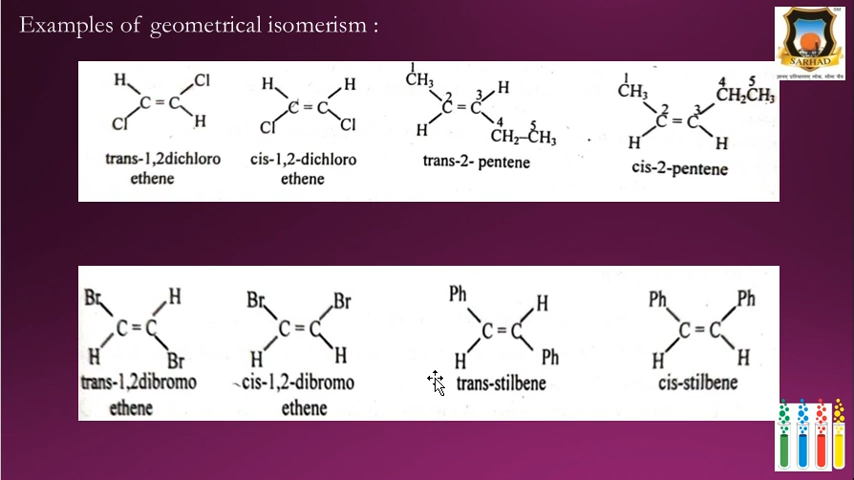 Examples of geometrical isomerism :
SARHAD
H Cl
C = C
Cl H
trans-1,2dichloro
ethene
H H
C = C
Cl Cl
cis-1,2-dichloro
ethene
1
CH3 2 3 H
C = C
H 4 5
CH2–CH3
trans-2- pentene
1 4 5
CH3 2 3 CH2CH3
C = C
H H
cis-2-pentene
Br H
C = C
H Br
trans-1,2dibromo
ethene
Br Br
C = C
H H
cis-1,2-dibromo
ethene
Ph H
C = C
H Ph
trans-stilbene
Ph Ph
C = C
H H
cis-stilbene